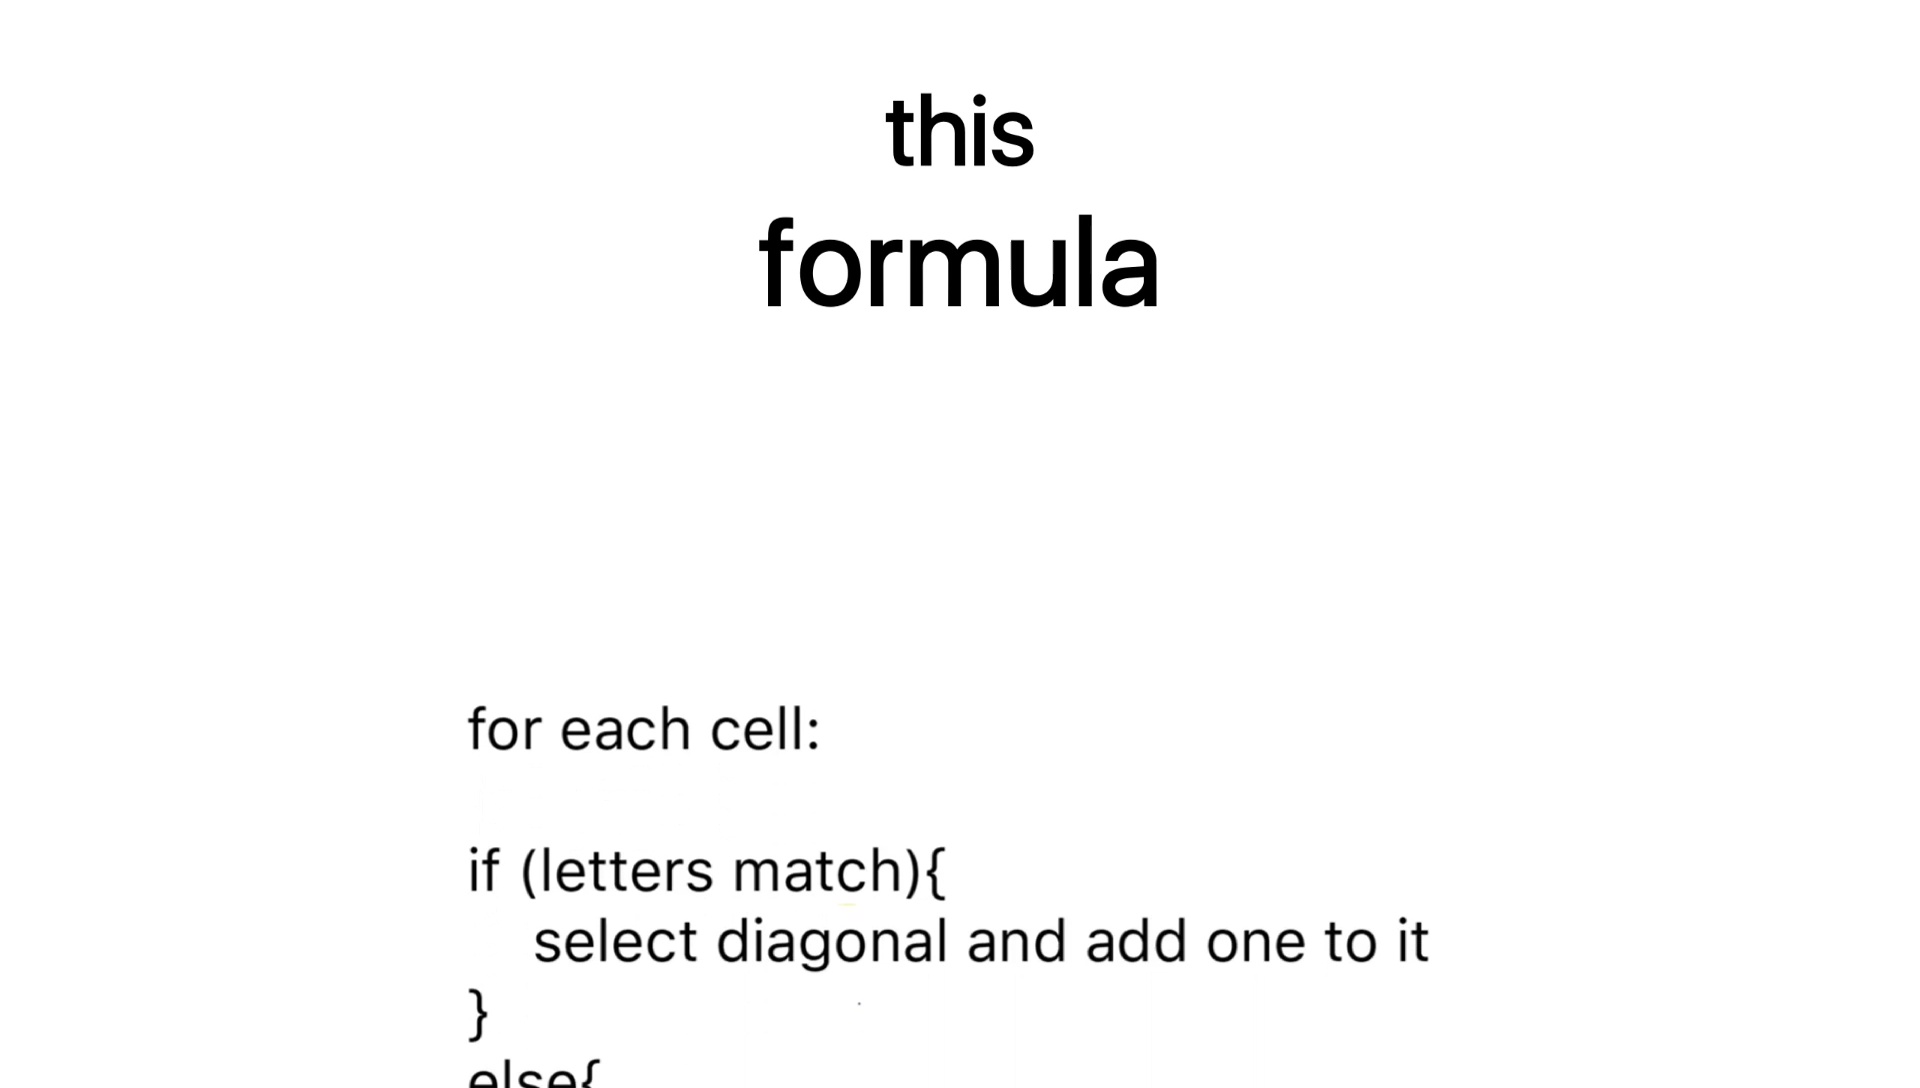 this
formula
for each cell:
if (letters match){
select diagonal and add one to it
}
else{